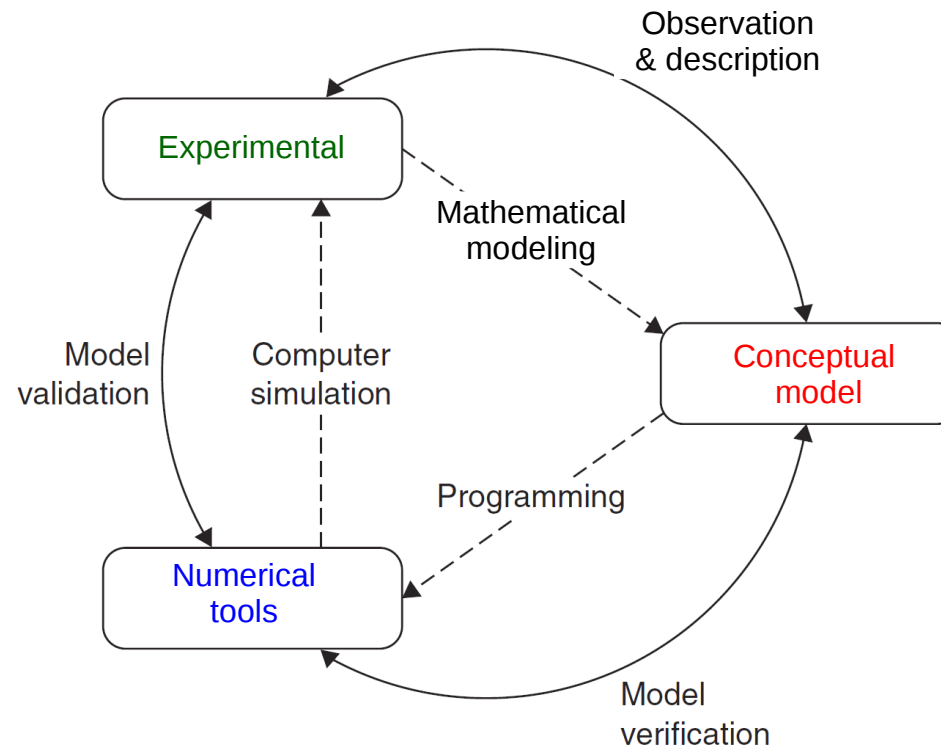 Observation
& description
Experimental
Mathematical
modeling
Model
validation
Computer
simulation
Conceptual
model
Programming
Numerical
tools
Model
verification